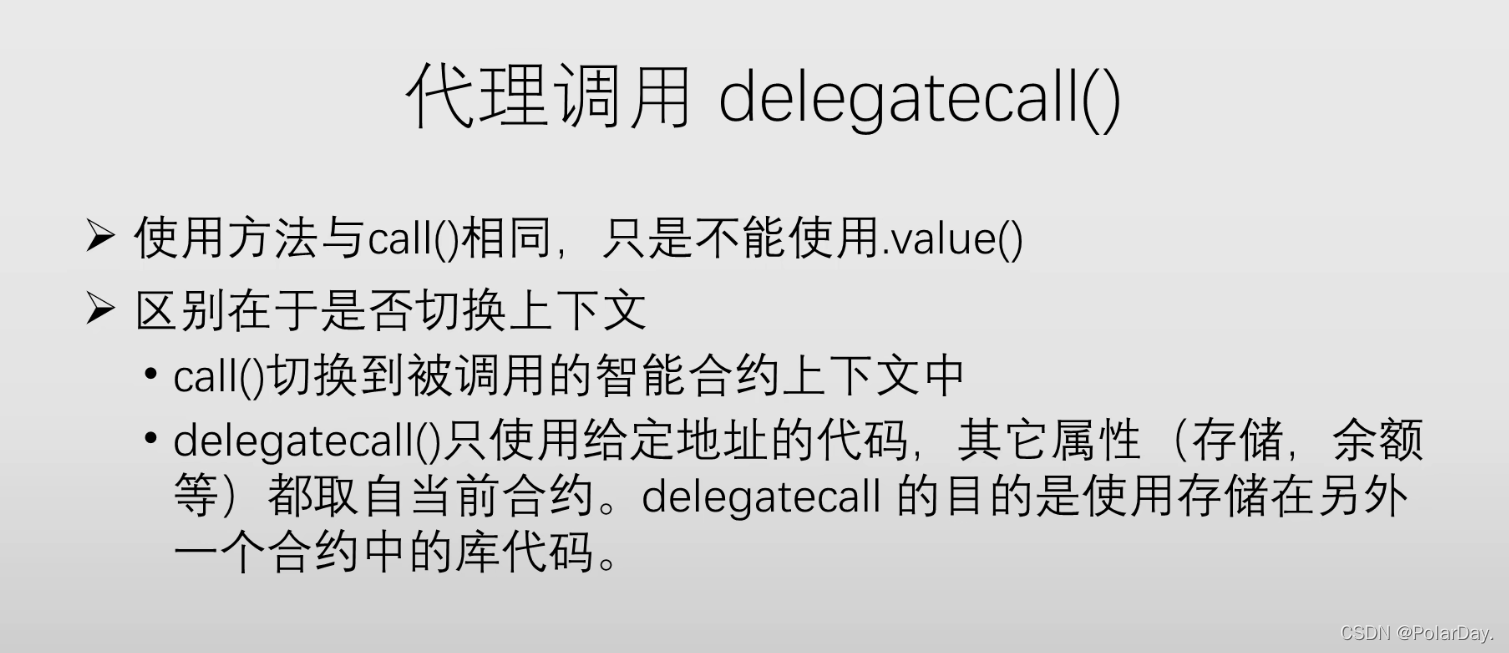 代理调用 delegatecall()
➢ 使用方法与call()相同，只是不能使用.value()
➢ 区别在于是否切换上下文
• call()切换到被调用的智能合约上下文中
• delegatecall()只使用给定地址的代码，其它属性（存储，余额
等）都取自当前合约。delegatecall 的目的是使用存储在另外
一个合约中的库代码。
CSDN @PolarDay.